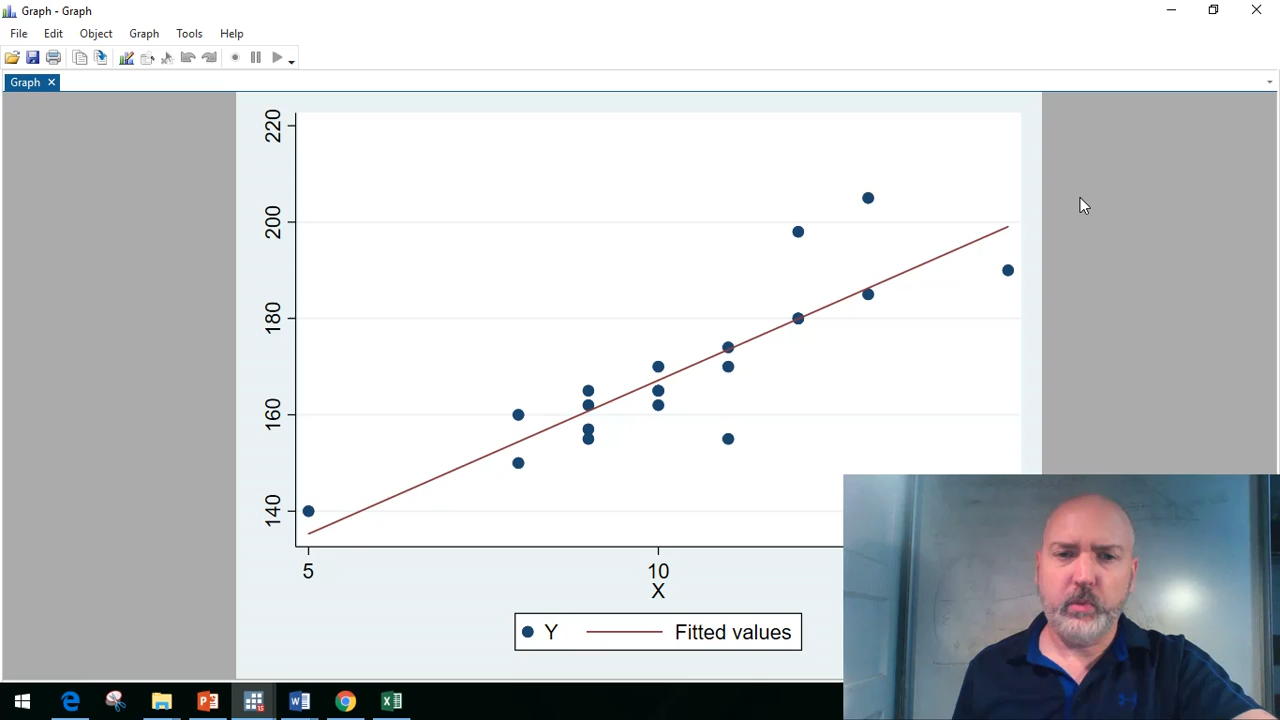 Graph - Graph
File Edit Object Graph Tools Help
Graph
220
200
180
160
140
5 10
X
Y Fitted values